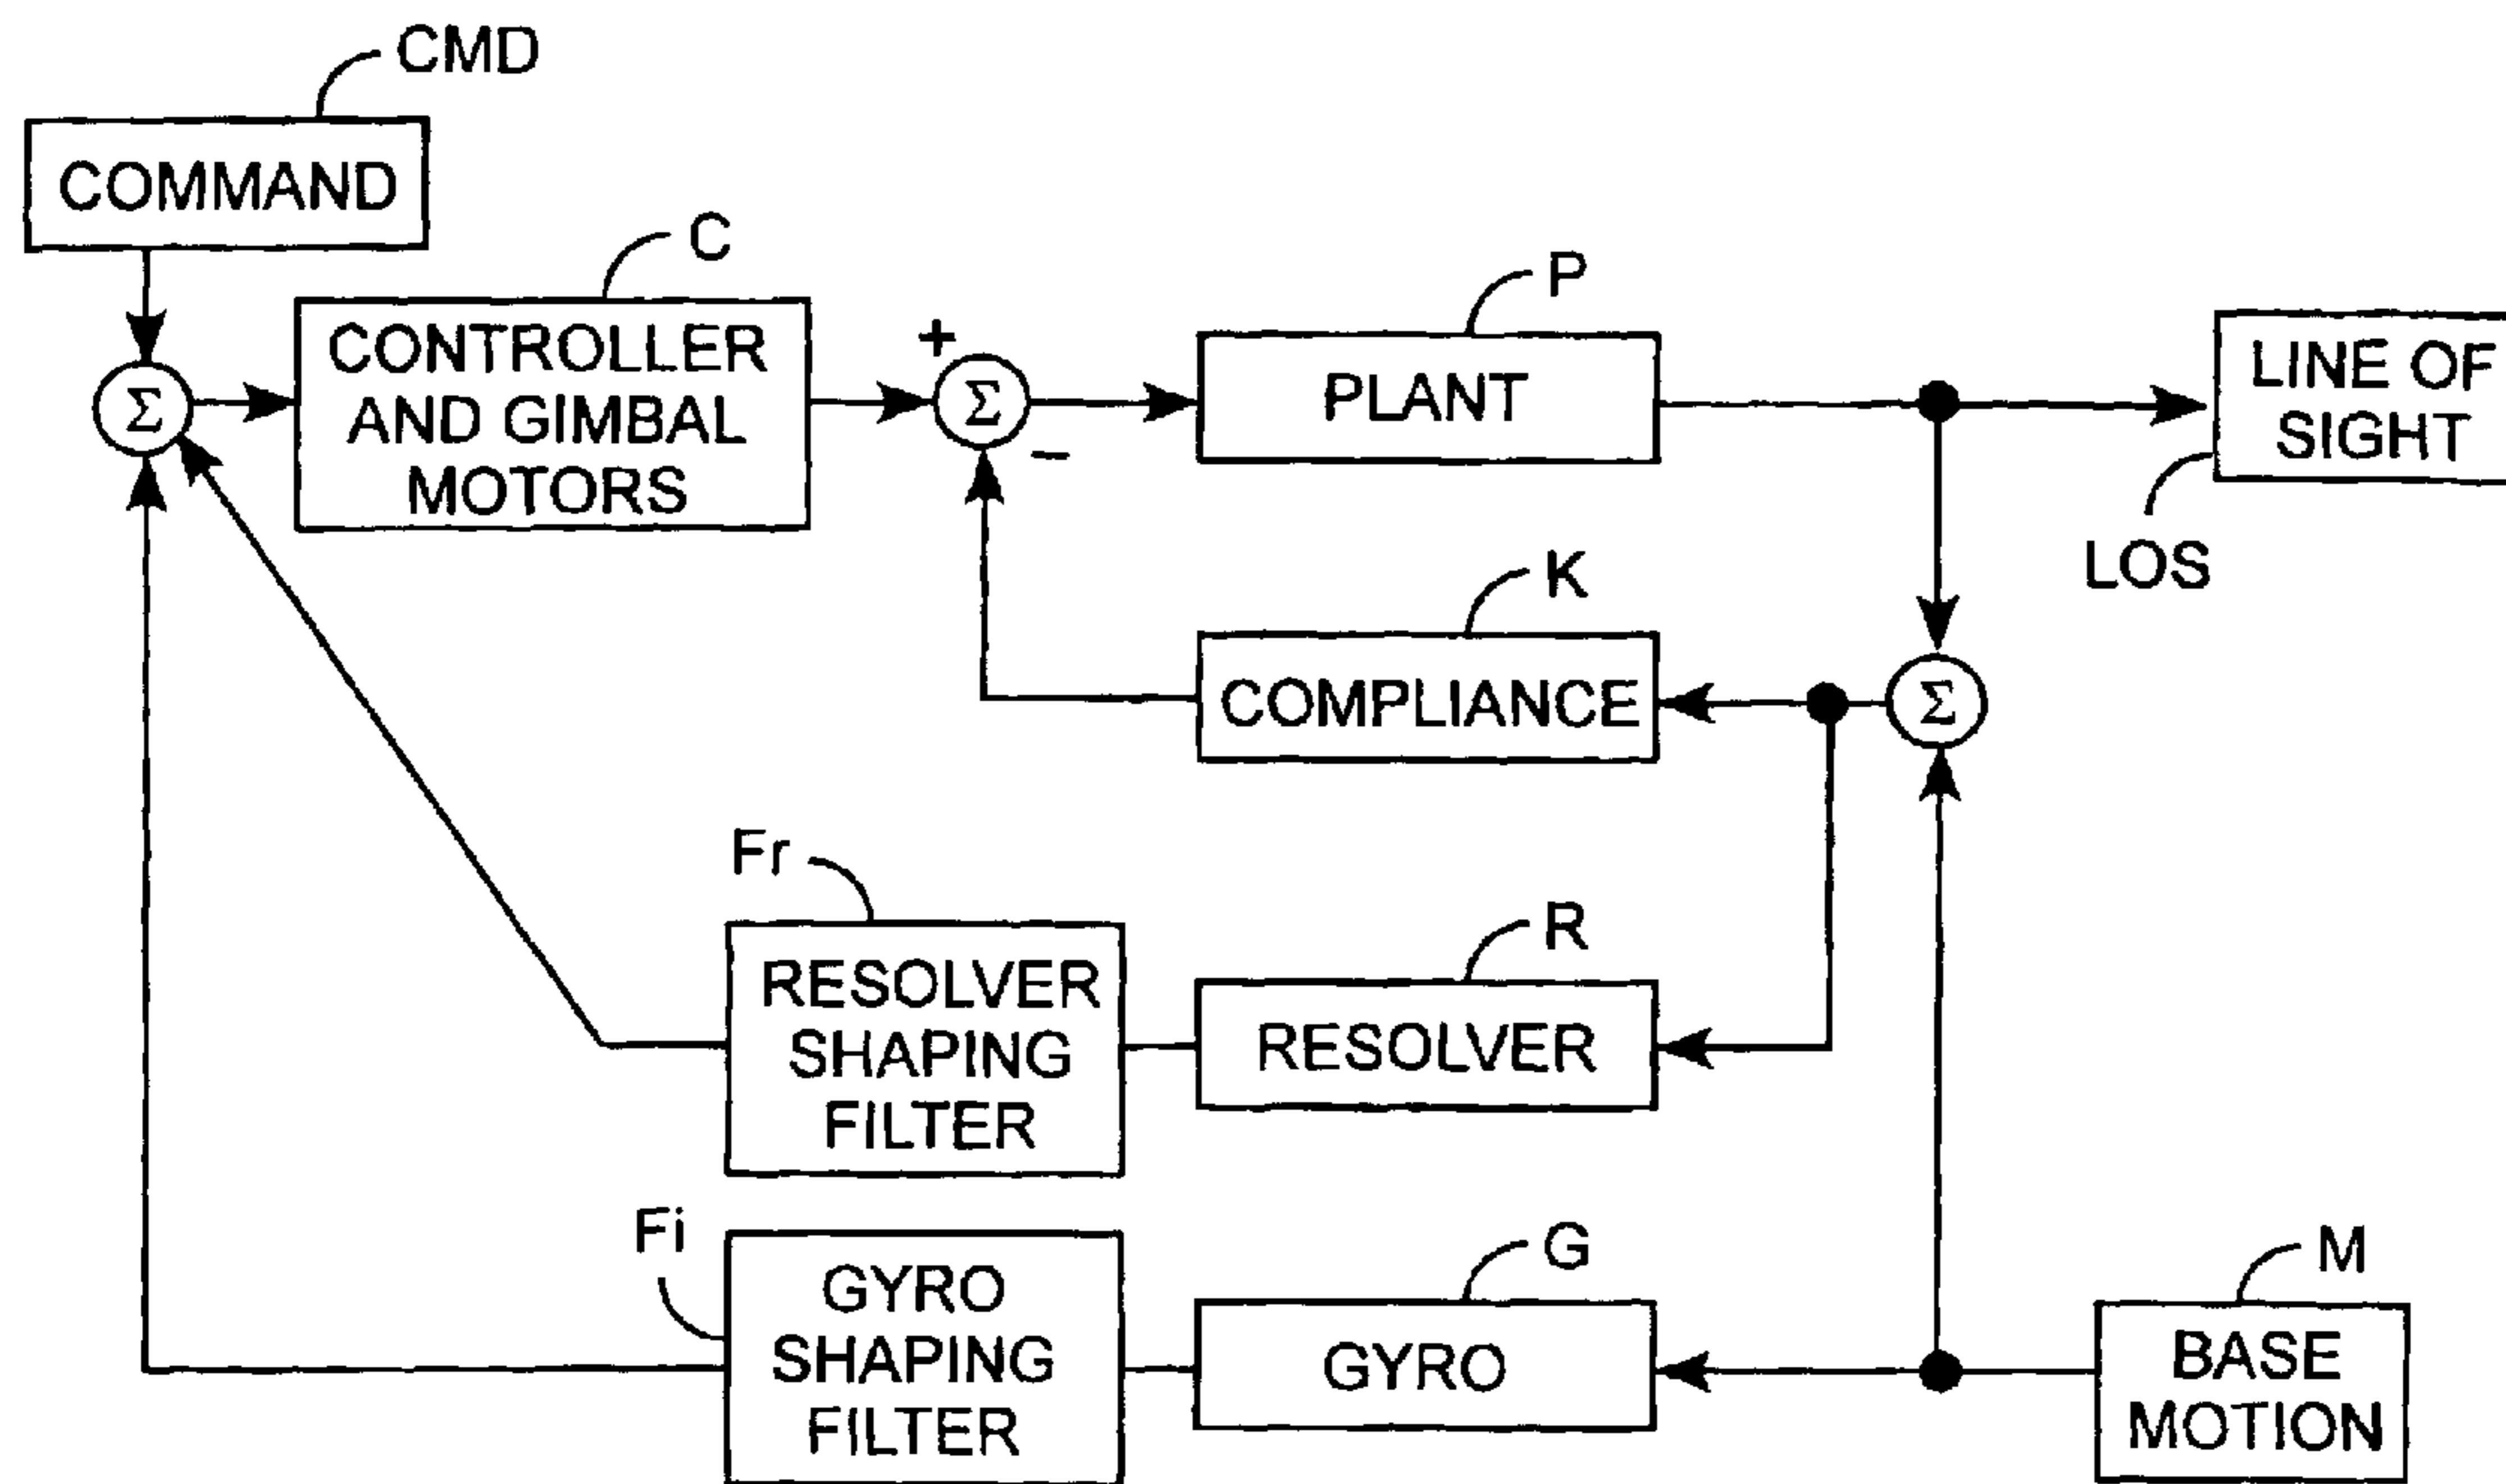 CMD
COMMAND
C
CONTROLLER
AND GIMBAL
MOTORS
+
Σ
Σ
−
P
PLANT
LINE OF
SIGHT
LOS
K
COMPLIANCE
Σ
Fr
RESOLVER
SHAPING
FILTER
R
RESOLVER
Fi
GYRO
SHAPING
FILTER
G
GYRO
M
BASE
MOTION